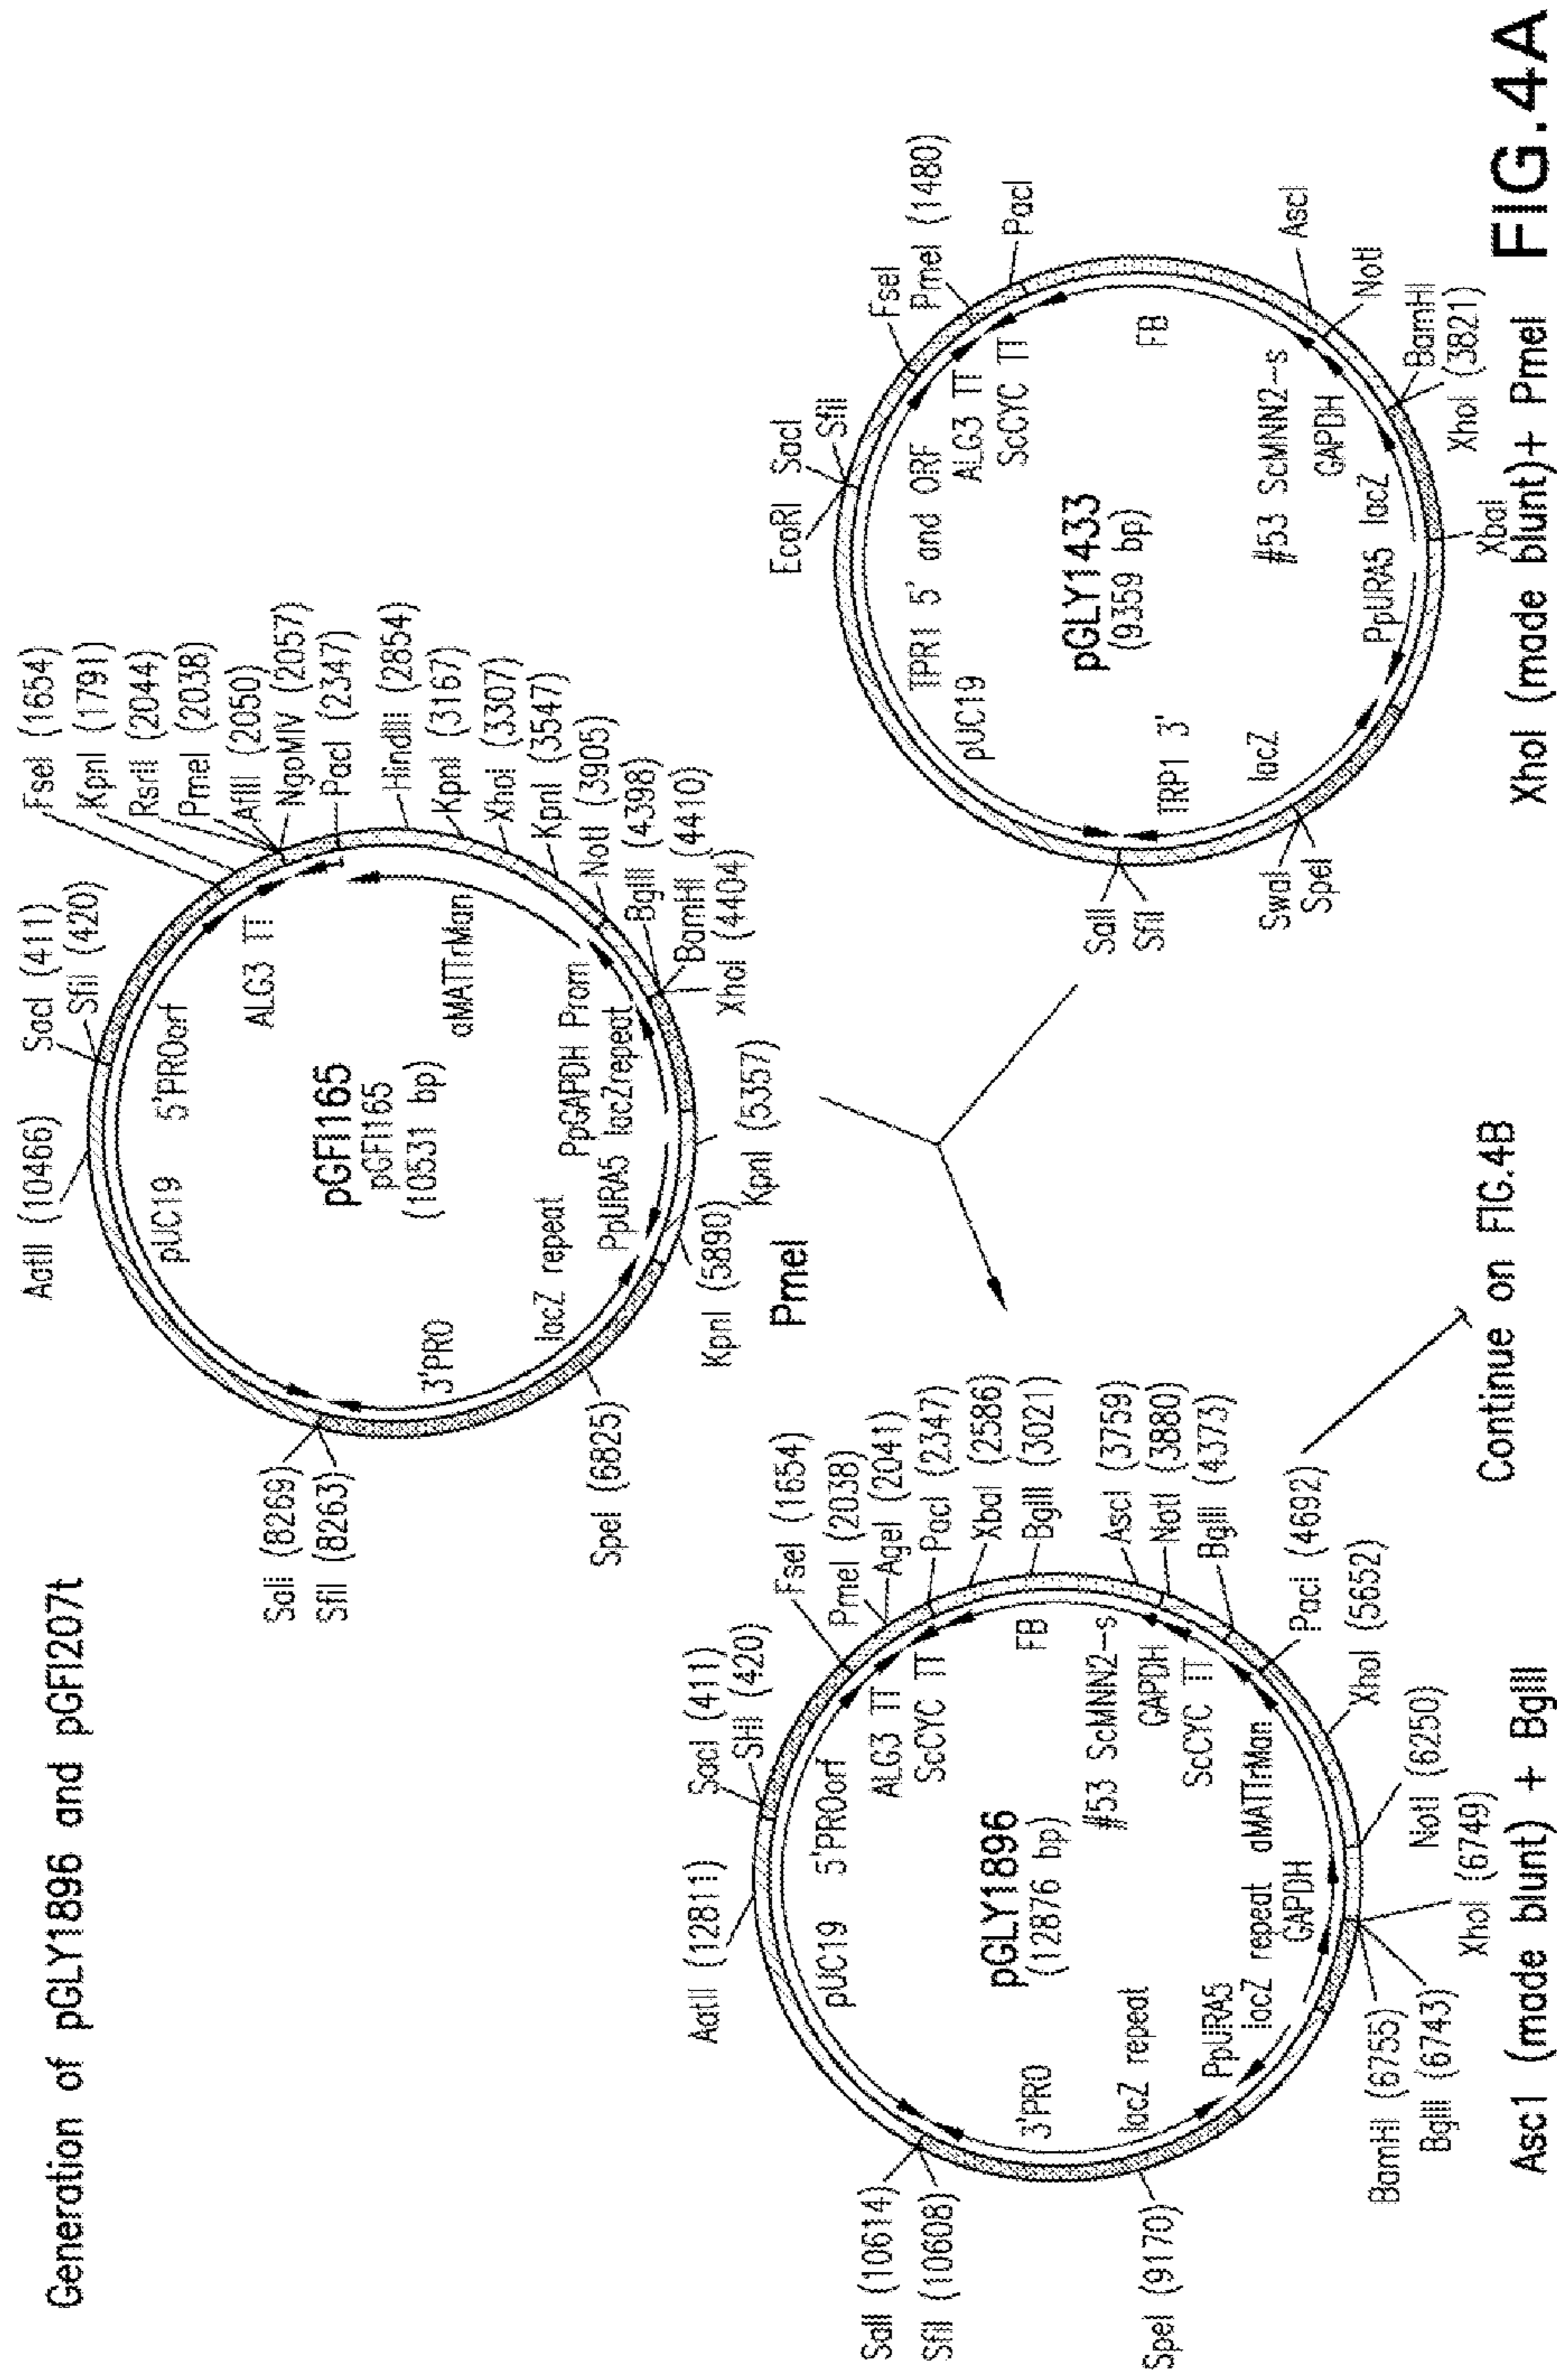 Generation of pGLY1896 and pGFI207t
AatII (10466)
SacI (411)
SfiI (420)
FseI (1654)
KpnI (1791)
RsrII (2044)
PmeI (2038)
AflII (2050)
NgoMIV (2057)
PacI (2347)
HindIII (2854)
KpnI (3167)
XhoI (3307)
KpnI (3547)
NotI (3905)
BglII (4398)
BamHI (4410)
XhoI (4404)
KpnI (5357)
KpnI (5890)
SpeI (6825)
SfiI (8263)
SalI (8269)
pUC19
5'PROorf
ALG3 TT
aMATTrMan
PpGAPDH Prom
lacZrepeat
PpURA5
lacZ repeat
3'PRO
pGFI165
pGFI165
(10531 bp)
PmeI
EcoRI
SacI
SfiI
FseI
PmeI (1480)
PacI
AscI
NotI
BamHI
XhoI (3821)
XbaI
SpeI
SwaI
SfiI
SalI
pUC19
TPR1 5' and ORF
ALG3 TT
ScCYC TT
FB
#53 ScMNN2-s
GAPDH
lacZ
PpURA5
lacZ
TRP1 3'
pGLY1433
(9359 bp)
XhoI (made blunt)+ PmeI
AatII (12811)
SacI (411)
SHI (420)
FseI (1654)
PmeI (2038)
AgeI (2041)
PacI (2347)
XbaI (2586)
BglII (3021)
AscI (3759)
NotI (3880)
BglII (4373)
PacI (4692)
XhoI (5652)
NotI (6250)
XhoI (6749)
BglII (6743)
BamHI (6755)
SpeI (9170)
SfiI (10608)
SalI (10614)
pUC19
5'PROorf
ALG3 TT
ScCYC TT
FB
#53 ScMNN2-s
GAPDH
ScCYC TT
aMATTrMan
GAPDH
lacZ repeat
PpURA5
lacZ repeat
3'PRO
pGLY1896
(12876 bp)
Asc1 (made blunt) + BglII
Continue on FIG.4B
FIG.4A